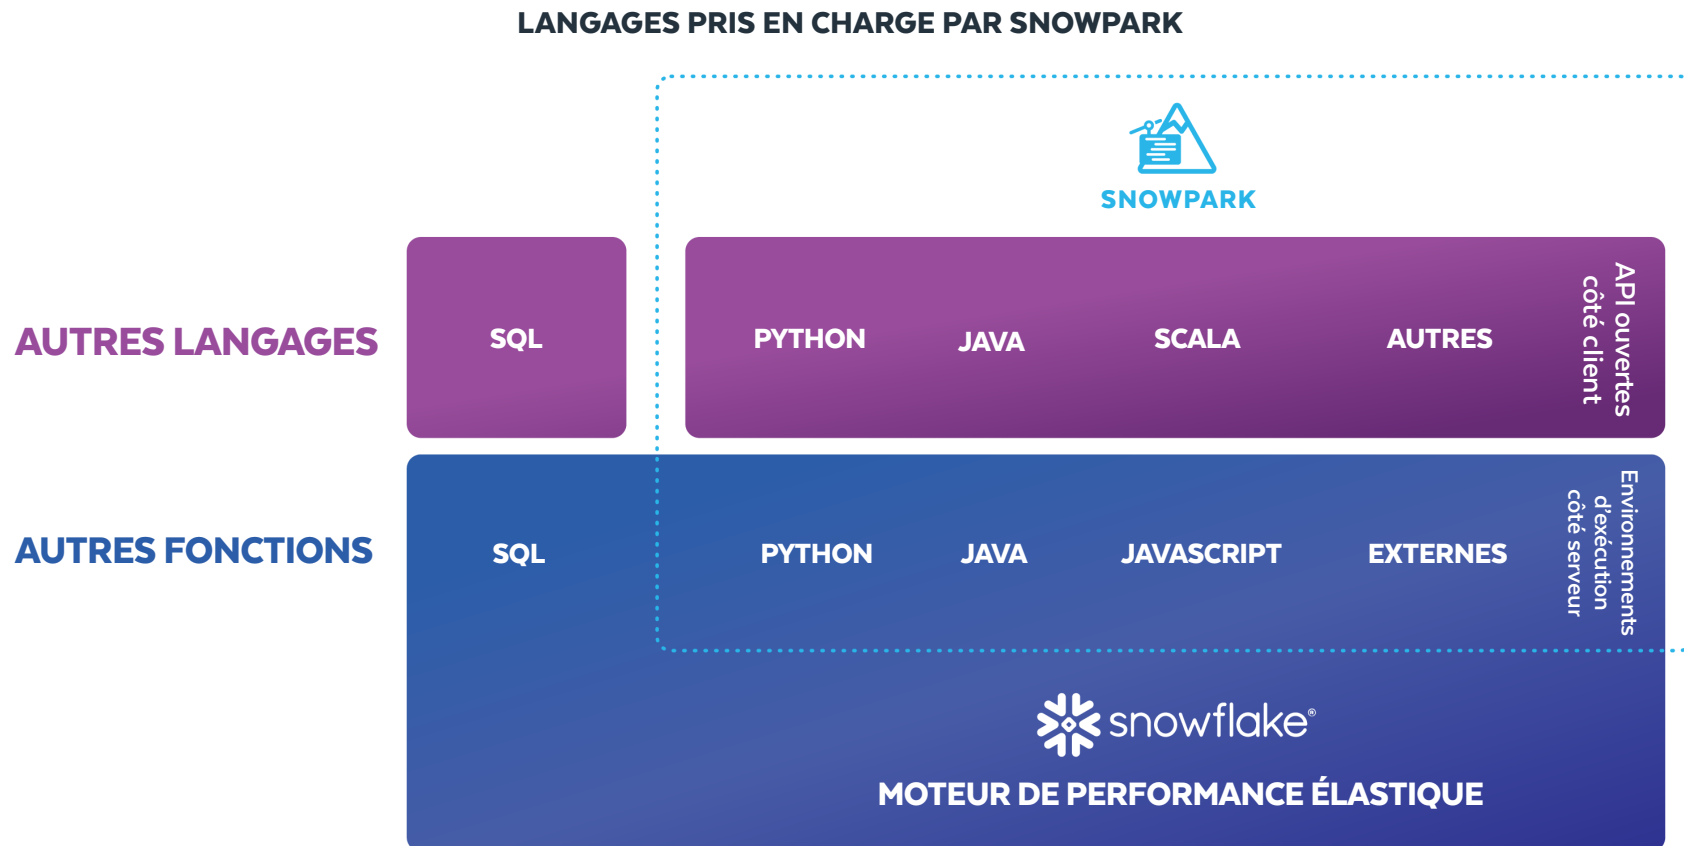 LANGAGES PRIS EN CHARGE PAR SNOWPARK
SNOWPARK
AUTRES LANGAGES
SQL
PYTHON
JAVA
SCALA
AUTRES
API ouvertes
côté client
AUTRES FONCTIONS
SQL
PYTHON
JAVA
JAVASCRIPT
EXTERNES
Environnements
d'exécution
côté serveur
snowflake®
MOTEUR DE PERFORMANCE ÉLASTIQUE